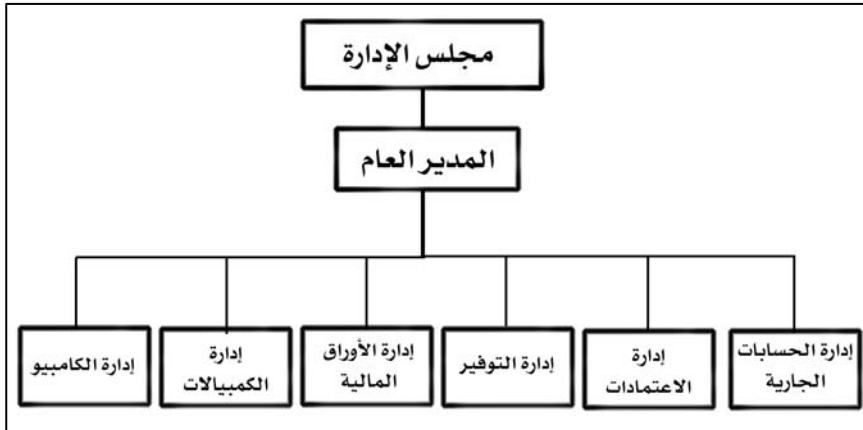 مجلس الإدارة
المدير العام
إدارة الحسابات
الجارية
إدارة
الاعتمادات
إدارة التوفير
إدارة الأوراق
المالية
إدارة
الكمبيالات
إدارة الكامبيو